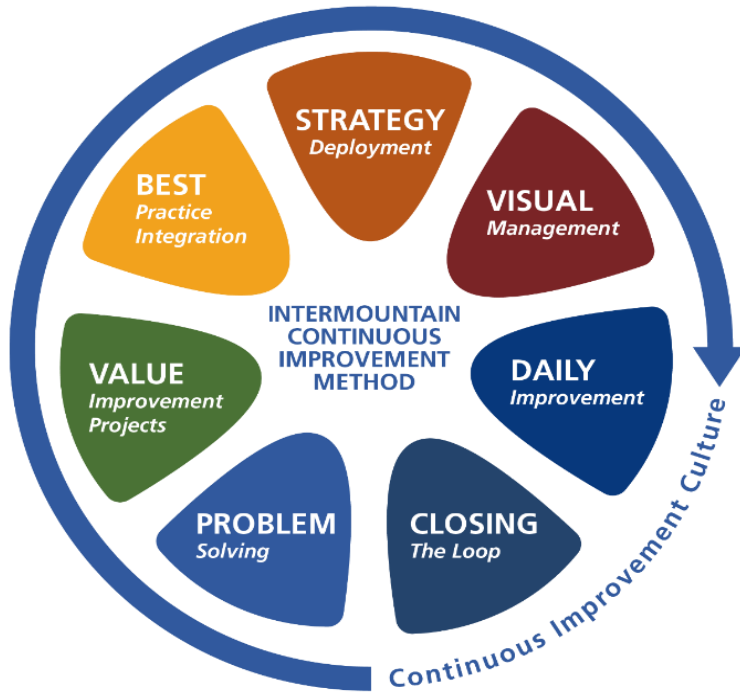 STRATEGY
Deployment
VISUAL
Management
DAILY
Improvement
CLOSING
The Loop
PROBLEM
Solving
VALUE
Improvement
Projects
BEST
Practice
Integration
INTERMOUNTAIN
CONTINUOUS
IMPROVEMENT
METHOD
Continuous Improvement Culture